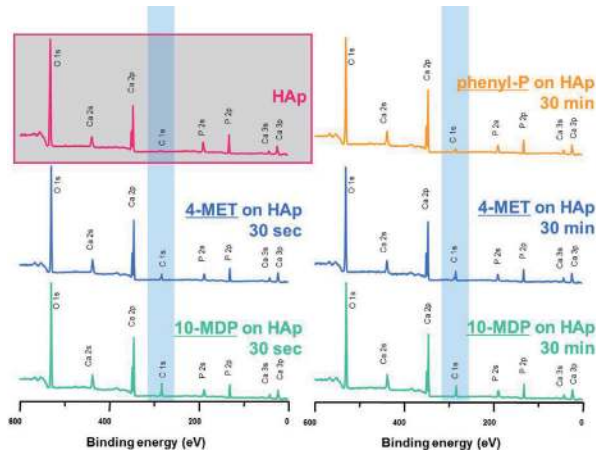 O 1s
Ca 2s
Ca 2p
HAp
C 1s
P 2s
P 2p
Ca 3s
Ca 3p
O 1s
Ca 2s
Ca 2p
phenyl-P on HAp
30 min
C 1s
P 2s
P 2p
Ca 3s
Ca 3p
O 1s
Ca 2s
Ca 2p
4-MET on HAp
30 sec
C 1s
P 2s
P 2p
Ca 3s
Ca 3p
O 1s
Ca 2s
Ca 2p
4-MET on HAp
30 min
C 1s
P 2s
P 2p
Ca 3s
Ca 3p
O 1s
Ca 2s
Ca 2p
10-MDP on HAp
30 sec
C 1s
P 2s
P 2p
Ca 3s
Ca 3p
O 1s
Ca 2s
Ca 2p
10-MDP on HAp
30 min
C 1s
P 2s
P 2p
Ca 3s
Ca 3p
600 400 200 0
600 400 200 0
Binding energy (eV)
Binding energy (eV)